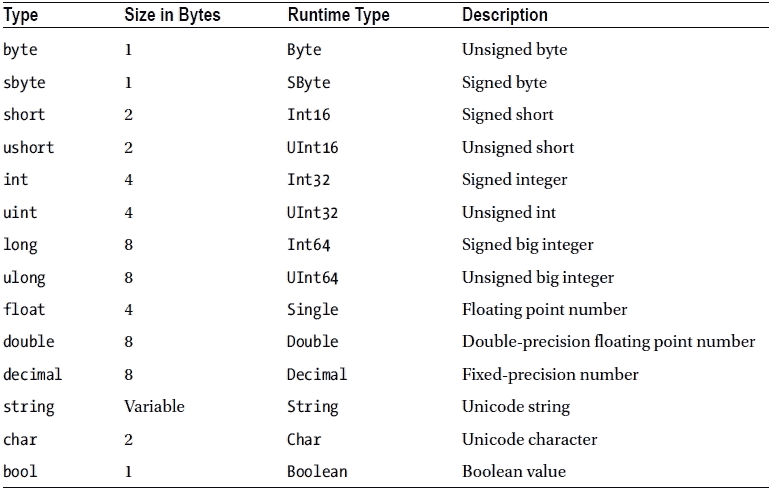 Type Size in Bytes Runtime Type Description
byte 1 Byte Unsigned byte
sbyte 1 SByte Signed byte
short 2 Int16 Signed short
ushort 2 UInt16 Unsigned short
int 4 Int32 Signed integer
uint 4 UInt32 Unsigned int
long 8 Int64 Signed big integer
ulong 8 UInt64 Unsigned big integer
float 4 Single Floating point number
double 8 Double Double-precision floating point number
decimal 8 Decimal Fixed-precision number
string Variable String Unicode string
char 2 Char Unicode character
bool 1 Boolean Boolean value